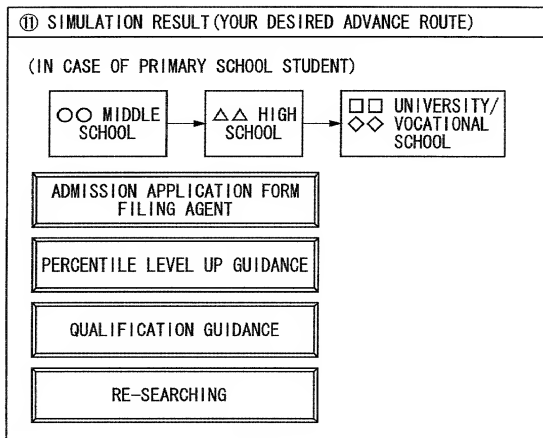 ⑪ SIMULATION RESULT(YOUR DESIRED ADVANCE ROUTE)
(IN CASE OF PRIMARY SCHOOL STUDENT)
○○ MIDDLE
SCHOOL
△△ HIGH
SCHOOL
□□ UNIVERSITY/
◇◇ VOCATIONAL
SCHOOL
ADMISSION APPLICATION FORM
FILING AGENT
PERCENTILE LEVEL UP GUIDANCE
QUALIFICATION GUIDANCE
RE-SEARCHING